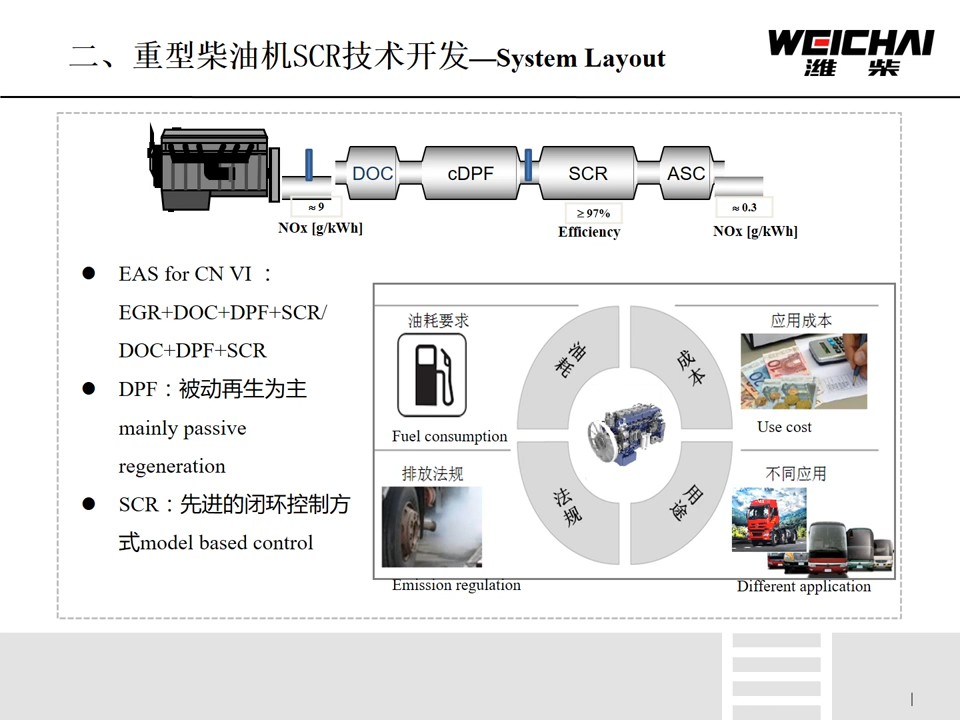 二、重型柴油机SCR技术开发—System Layout
WEICHAI
潍 柴
DOC
cDPF
SCR
ASC
≈ 9
NOx [g/kWh]
≥ 97%
Efficiency
≈ 0.3
NOx [g/kWh]
● EAS for CN VI ：
EGR+DOC+DPF+SCR/
DOC+DPF+SCR
● DPF：被动再生为主
mainly passive
regeneration
● SCR：先进的闭环控制方
式model based control
油耗要求
Fuel consumption
应用成本
Use cost
油耗
成本
法规
用途
排放法规
Emission regulation
不同应用
Different application